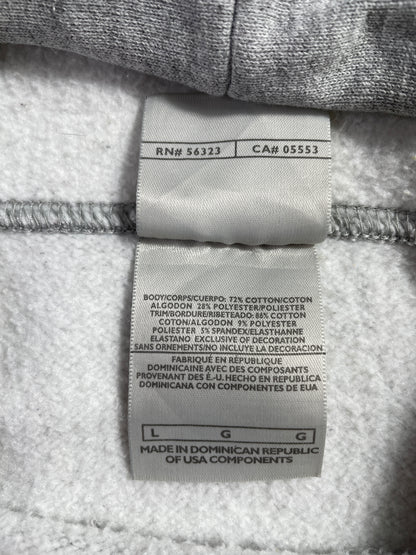 RN# 56323 CA# 05553
BODY/CORPS/CUERPO: 72% COTTON/COTON
ALGODON 28% POLYESTER/POLIESTER
TRIM/BORDURE/RIBETEADO: 86% COTTON
COTON/ALGODON 9% POLYESTER
POLIESTER 5% SPANDEX/ELASTHANNE
ELASTANO EXCLUSIVE OF DECORATION
SANS ORNEMENTS/NO INCLUYE LA DECORACION
FABRIQUÉ EN RÉPUBLIQUE
DOMINICAINE AVEC DES COMPOSANTS
PROVENANT DES É.-U. HECHO EN REPUBLICA
DOMINICANA CON COMPONENTES DE EUA
L G G
MADE IN DOMINICAN REPUBLIC
OF USA COMPONENTS